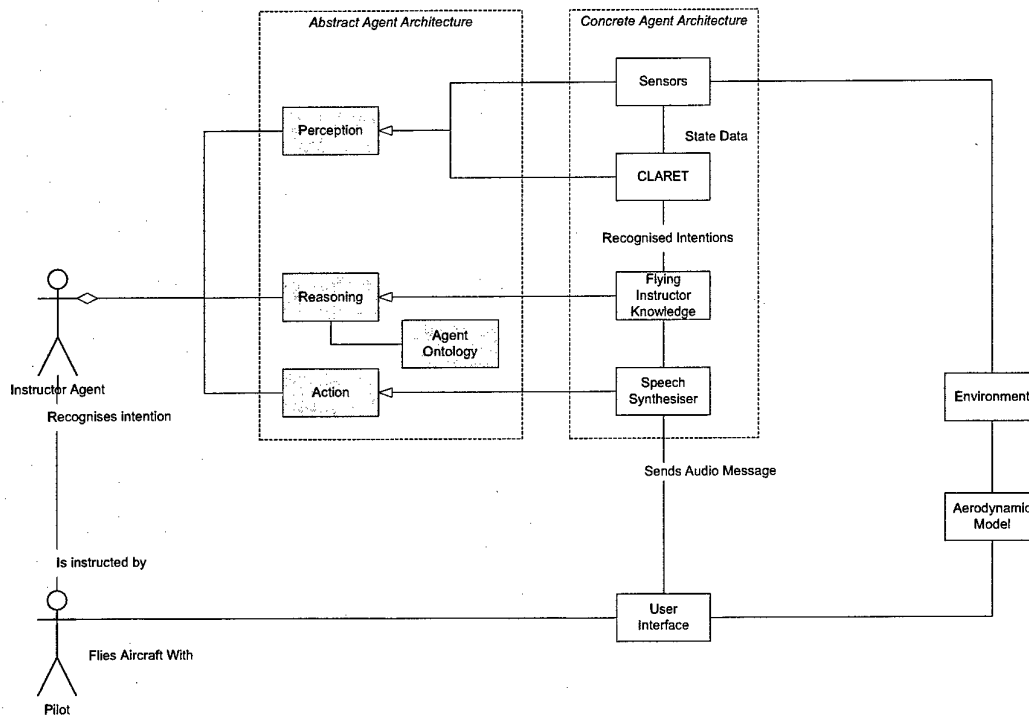 Abstract Agent Architecture
Concrete Agent Architecture
Sensors
Perception
State Data
CLARET
Recognised Intentions
Reasoning
Flying
Instructor
Knowledge
Agent
Ontology
Instructor Agent
Action
Speech
Synthesiser
Environment
Recognises intention
Sends Audio Message
Aerodynamic
Model
Is instructed by
User
Interface
Flies Aircraft With
Pilot